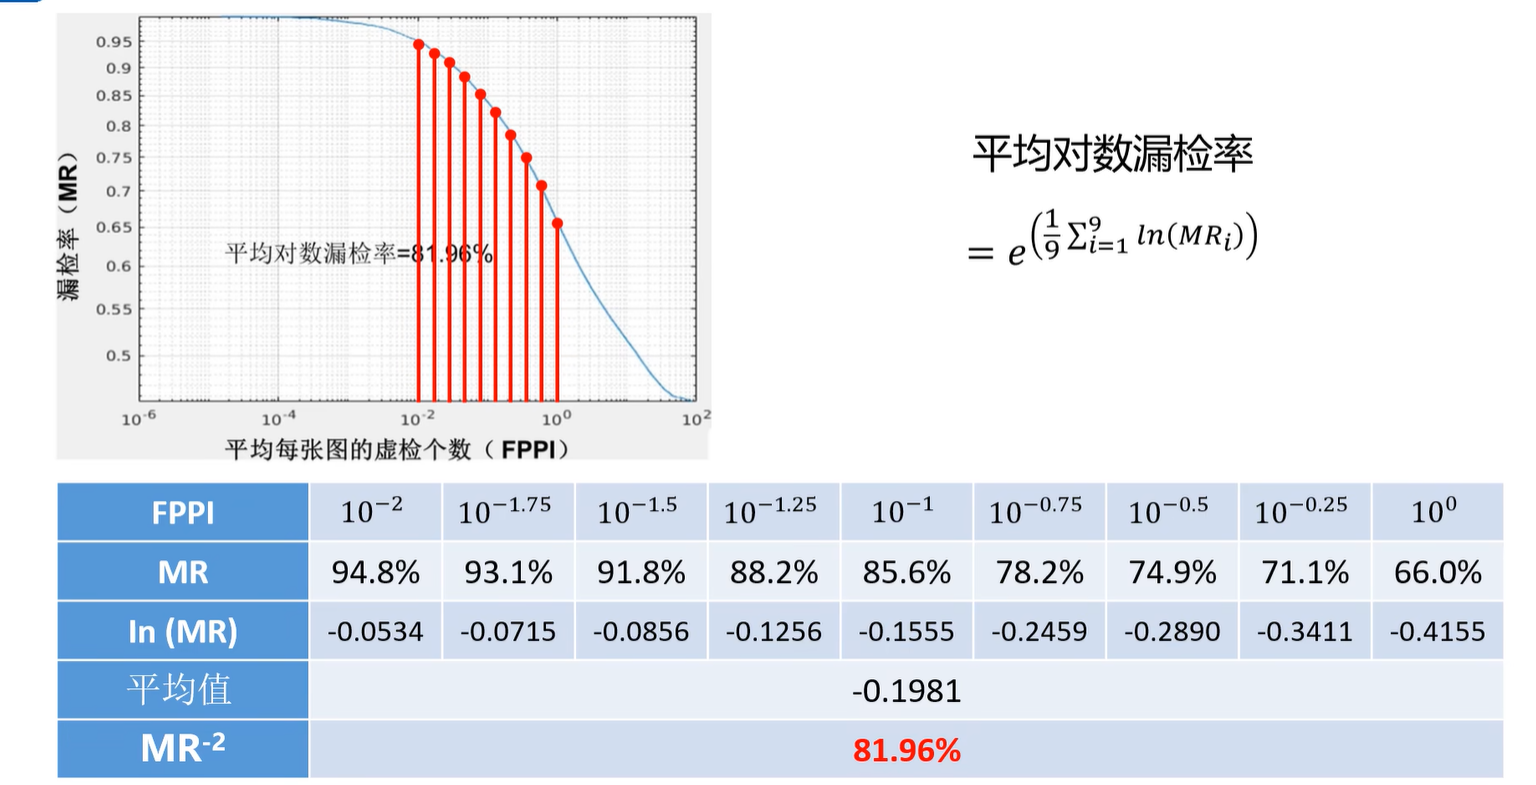 0.95
0.9
0.85
0.8
0.75
0.7
0.65
0.6
0.55
0.5
漏检率（MR）
平均对数漏检率=81.96%
10^-6 10^-4 10^-2 10^0 10^2
平均每张图的虚检个数（ FPPI）
平均对数漏检率
= e^(1/9 ∑_{i=1}^{9} ln(MR_i))
FPPI 10^−2 10^−1.75 10^−1.5 10^−1.25 10^−1 10^−0.75 10^−0.5 10^−0.25 10^0
MR 94.8% 93.1% 91.8% 88.2% 85.6% 78.2% 74.9% 71.1% 66.0%
ln (MR) -0.0534 -0.0715 -0.0856 -0.1256 -0.1555 -0.2459 -0.2890 -0.3411 -0.4155
平均值 -0.1981
MR^-2 81.96%